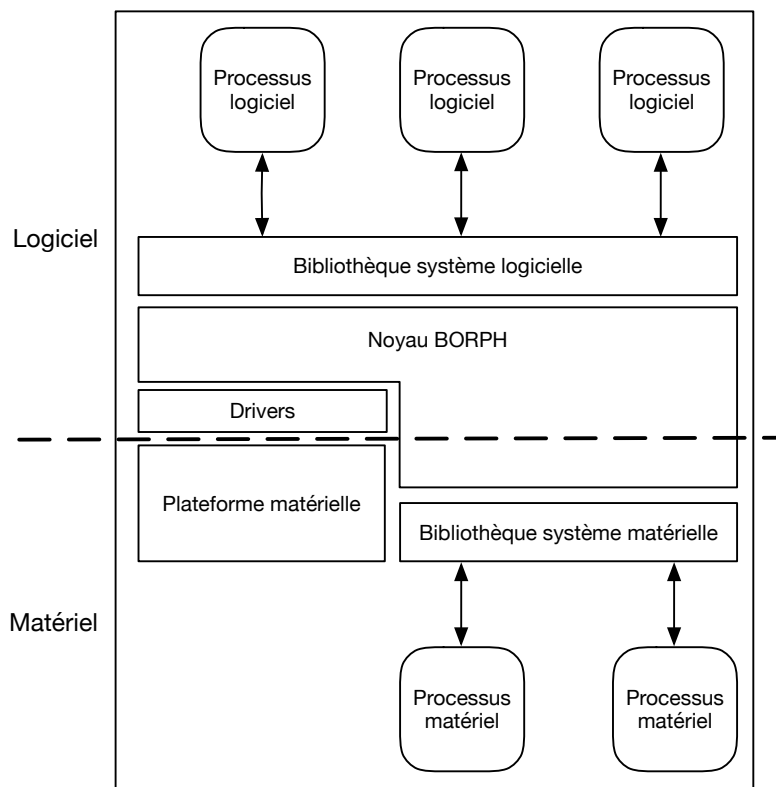 Processus
logiciel
Processus
logiciel
Processus
logiciel
Logiciel
Bibliothèque système logicielle
Noyau BORPH
Drivers
Plateforme matérielle
Bibliothèque système matérielle
Matériel
Processus
matériel
Processus
matériel